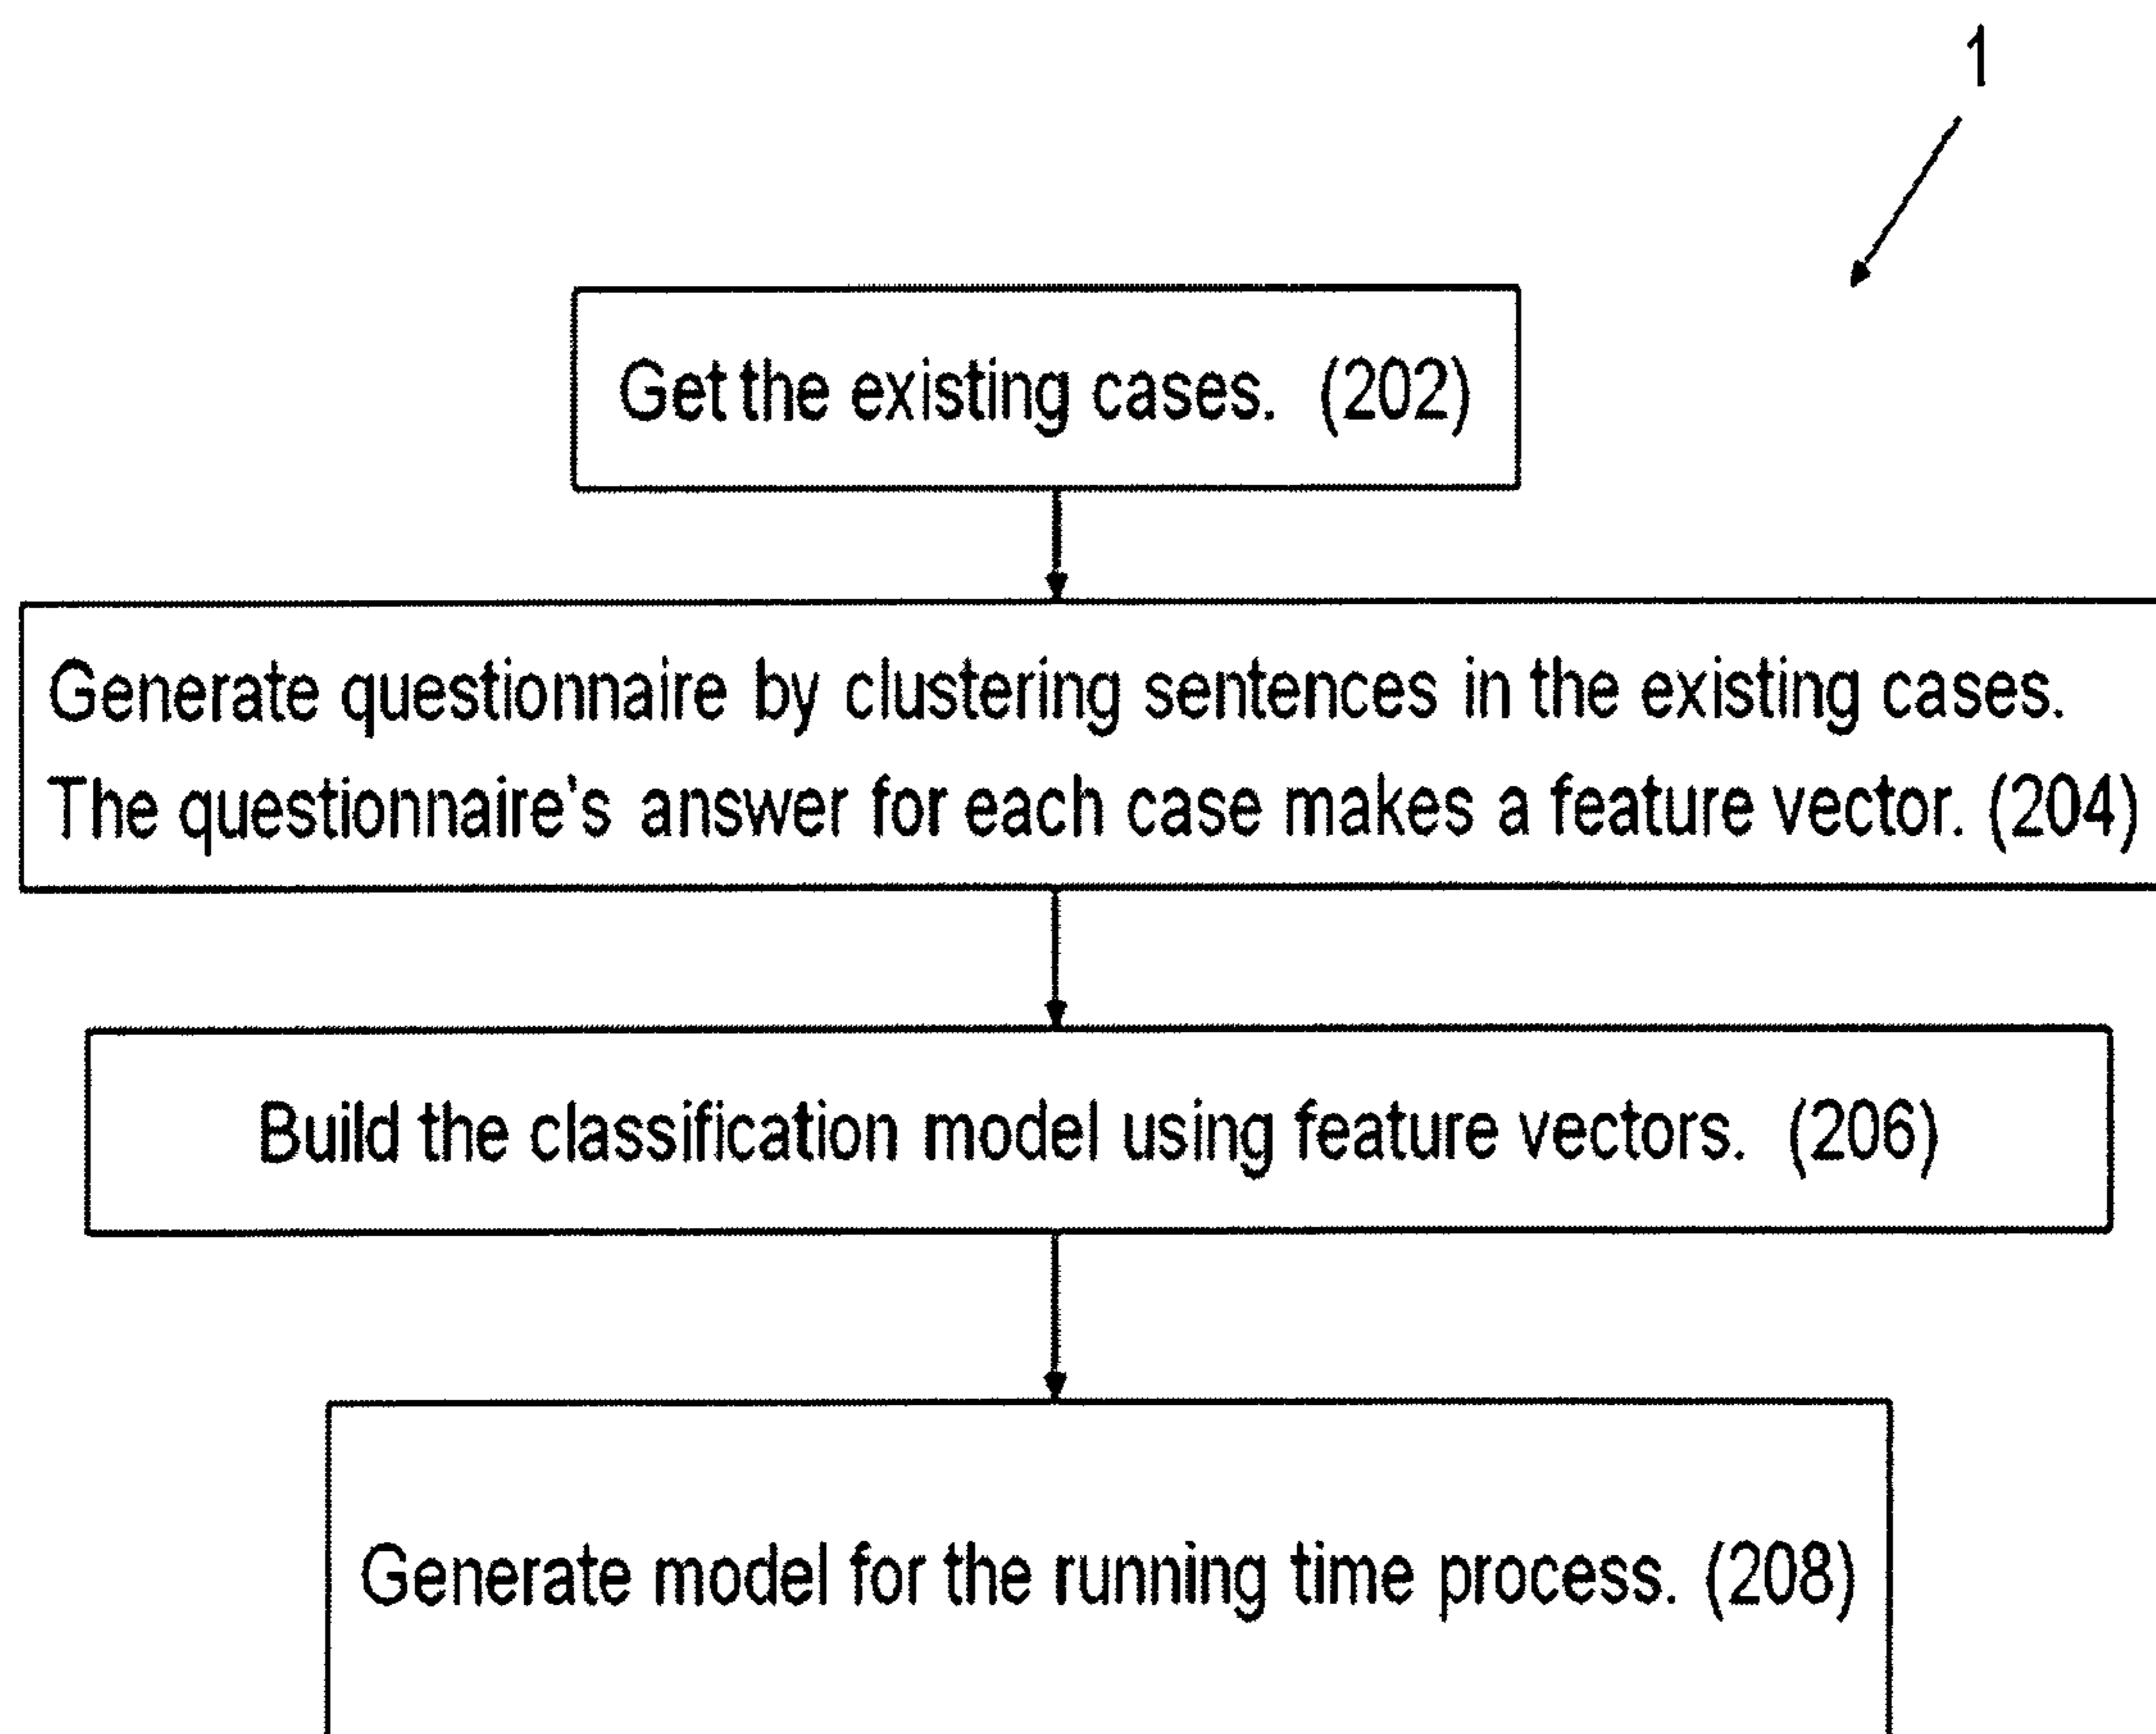 1
Get the existing cases. (202)
Generate questionnaire by clustering sentences in the existing cases.
The questionnaire's answer for each case makes a feature vector. (204)
Build the classification model using feature vectors. (206)
Generate model for the running time process. (208)